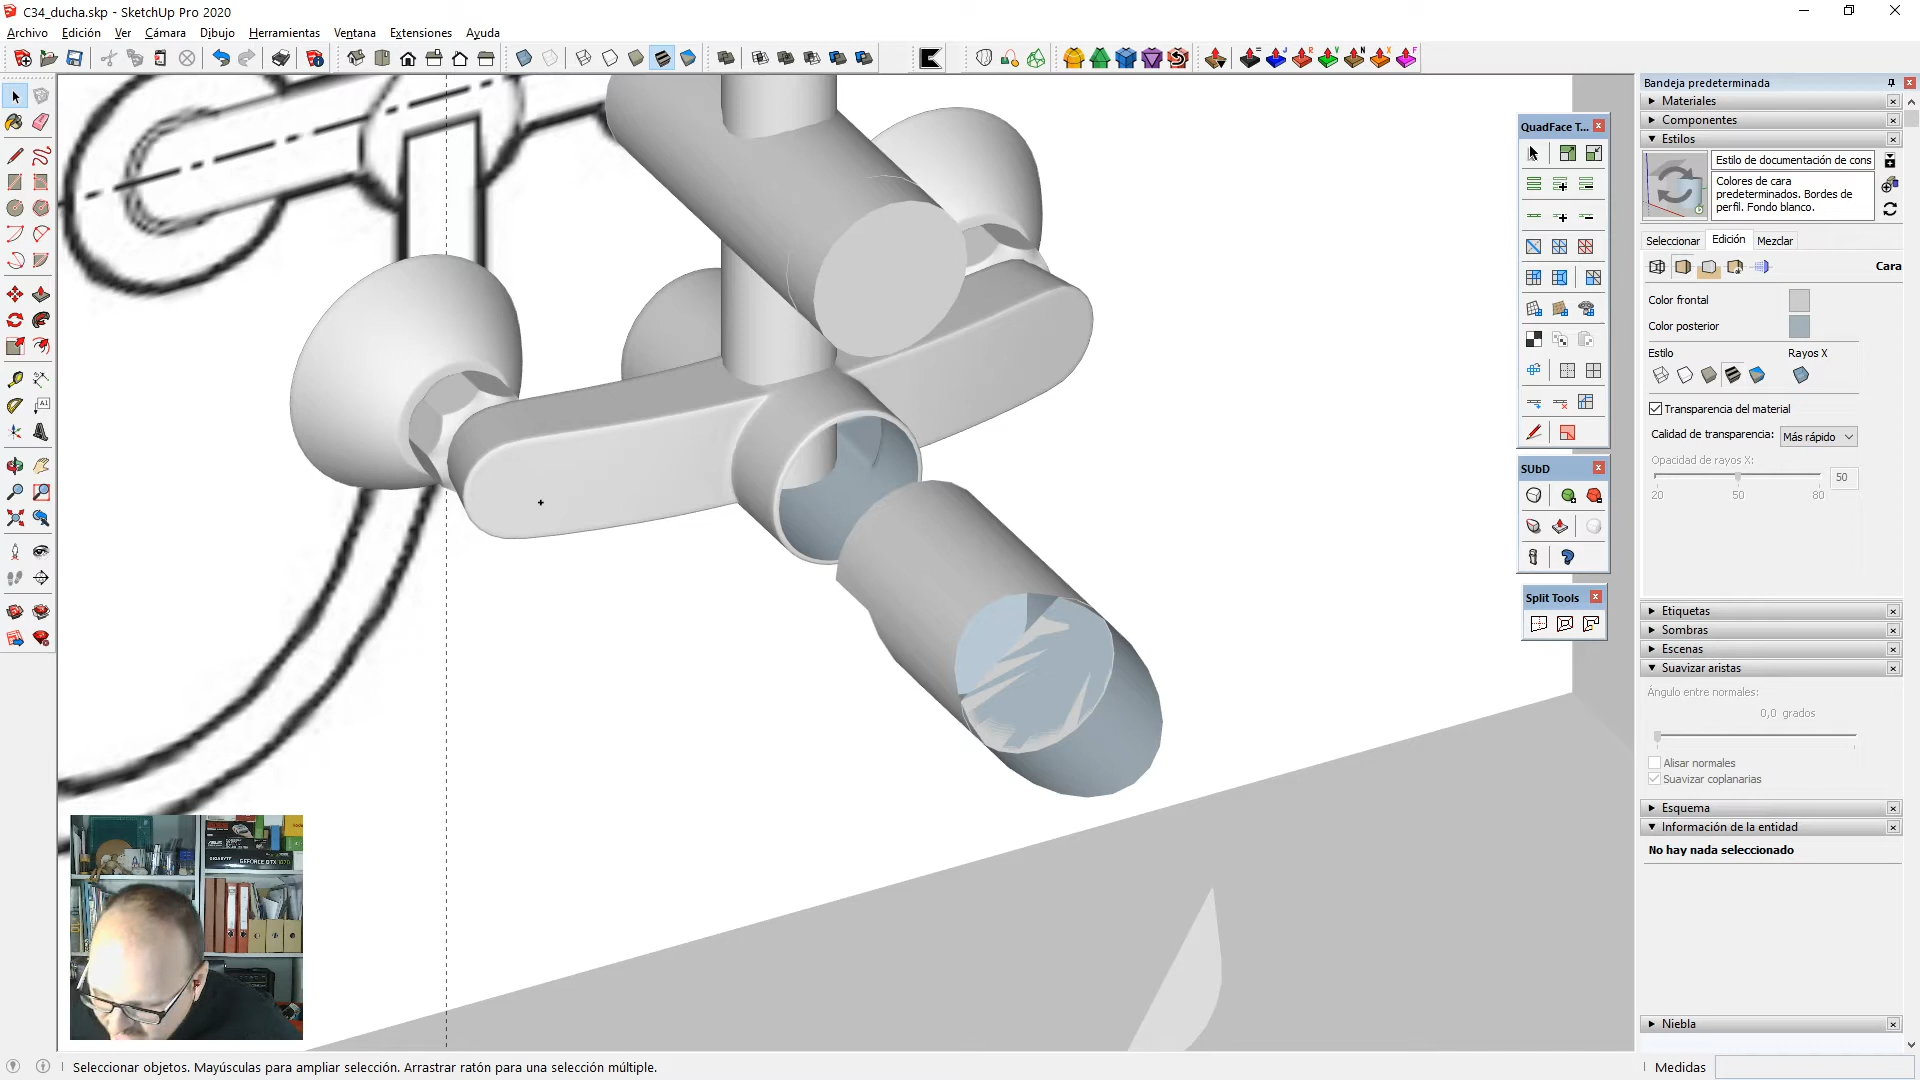 C34_ducha.skp - SketchUp Pro 2020
Archivo Edición Ver Cámara Dibujo Herramientas Ventana Extensiones Ayuda
Bandeja predeterminada
Materiales
Componentes
Estilos
Estilo de documentación de cons
Colores de cara
predeterminados. Bordes de
perfil. Fondo blanco.
Seleccionar Edición Mezclar
Cara
Color frontal
Color posterior
Estilo Rayos X
Transparencia del material
Calidad de transparencia: Más rápido
Opacidad de rayos X:
50
20 50 80
Etiquetas
Sombras
Escenas
Suavizar aristas
Ángulo entre normales:
0,0 grados
Alisar normales
Suavizar coplanarias
Esquema
Información de la entidad
No hay nada seleccionado
Niebla
QuadFace T...
SUbD
Split Tools
GEFORCE GTX 1070
Seleccionar objetos. Mayúsculas para ampliar selección. Arrastrar ratón para una selección múltiple.
Medidas